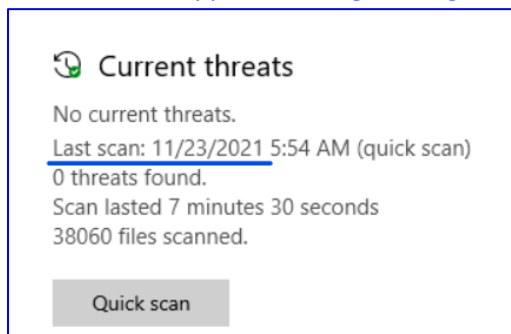 Current threats
No current threats.
Last scan: 11/23/2021 5:54 AM (quick scan)
0 threats found.
Scan lasted 7 minutes 30 seconds
38060 files scanned.
Quick scan